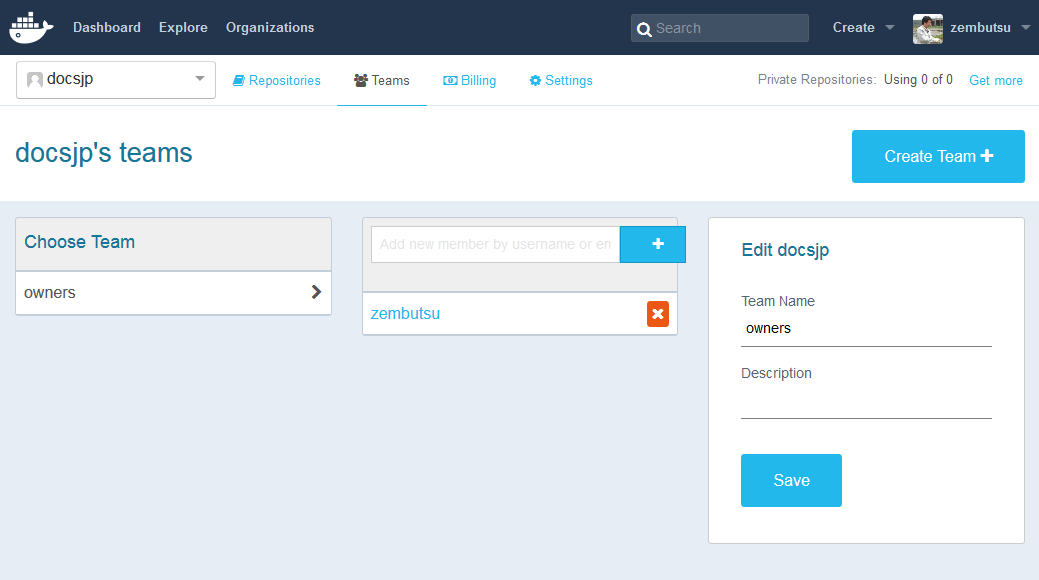 Dashboard Explore Organizations Search Create zembutsu
docsjp Repositories Teams Billing Settings Private Repositories: Using 0 of 0 Get more
docsjp's teams
Create Team
Choose Team
owners
Add new member by username or em
zembutsu
Edit docsjp
Team Name
owners
Description
Save